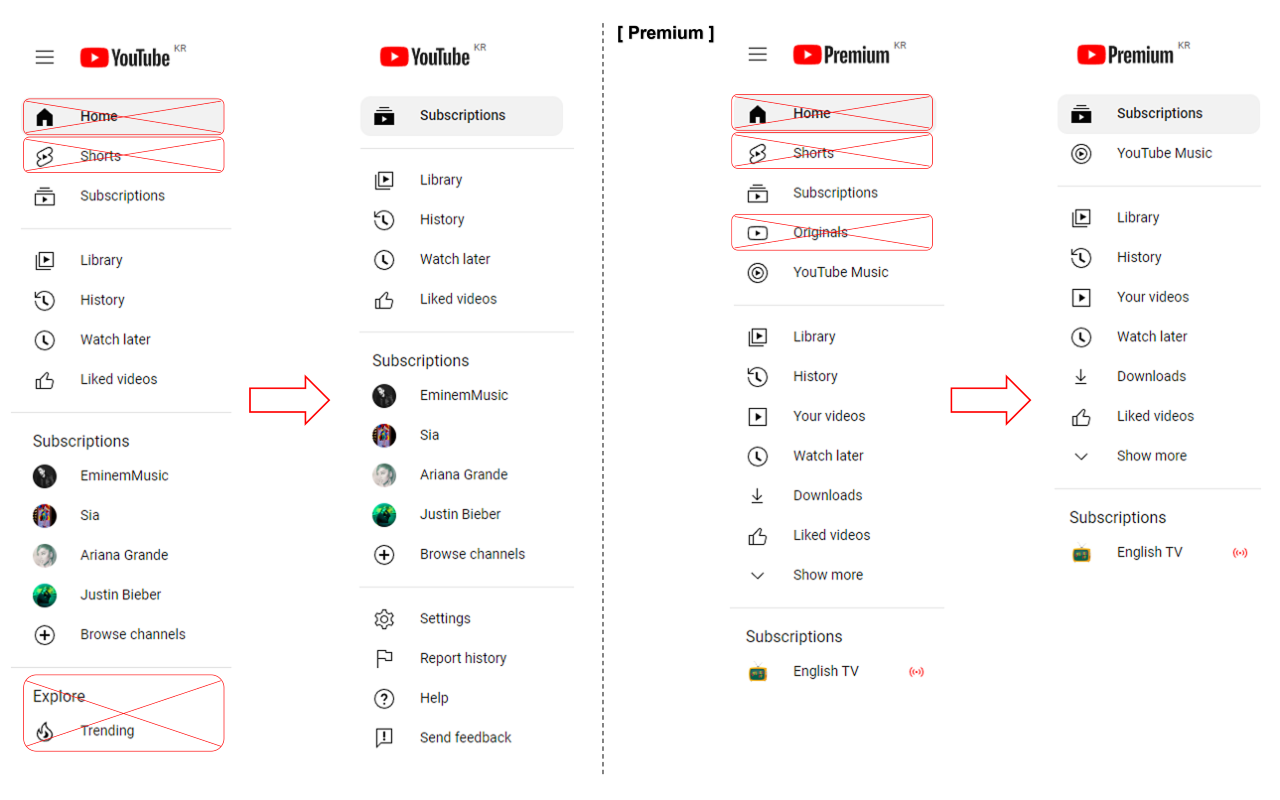 YouTube KR
Home
Shorts
Subscriptions
Library
History
Watch later
Liked videos
Subscriptions
EminemMusic
Sia
Ariana Grande
Justin Bieber
Browse channels
Explore
Trending
YouTube KR
Subscriptions
Library
History
Watch later
Liked videos
Subscriptions
EminemMusic
Sia
Ariana Grande
Justin Bieber
Browse channels
Settings
Report history
Help
Send feedback
[ Premium ]
Premium KR
Home
Shorts
Subscriptions
Originals
YouTube Music
Library
History
Your videos
Watch later
Downloads
Liked videos
Show more
Subscriptions
English TV
Premium KR
Subscriptions
YouTube Music
Library
History
Your videos
Watch later
Downloads
Liked videos
Show more
Subscriptions
English TV